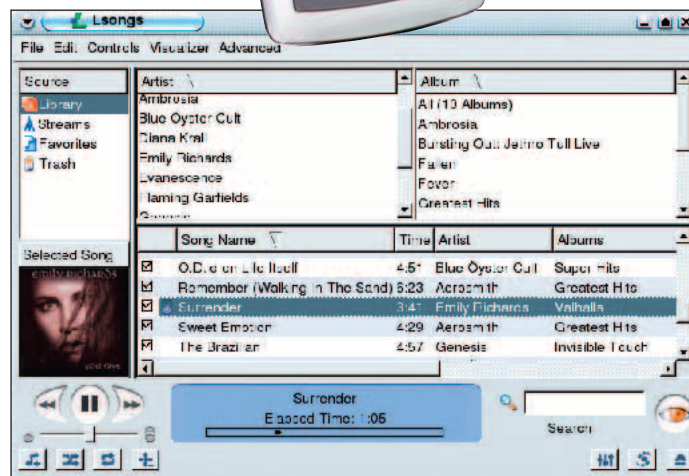 Lsongs
File Edit Controls Visualizer Advanced
Source
Library
Streams
Favorites
Trash
Artist
Ambrosia
Blue Oyster Cult
Diana Krall
Emily Richards
Evanescence
Flaming Garfields
Genesis
Album
All (10 Albums)
Ambrosia
Bursting Out: Jethro Tull Live
Fallen
Fever
Greatest Hits
Selected Song
emily richards
Song Name Time Artist Albums
O.D.'d on Life Itself 4:51 Blue Oyster Cult Super Hits
Remember (Walking In The Sand) 6:23 Aerosmith Greatest Hits
Surrender 3:41 Emily Richards Valhalla
Sweet Emotion 4:29 Aerosmith Greatest Hits
The Brazilian 4:57 Genesis Invisible Touch
Surrender
Elapsed Time: 1:05
Search